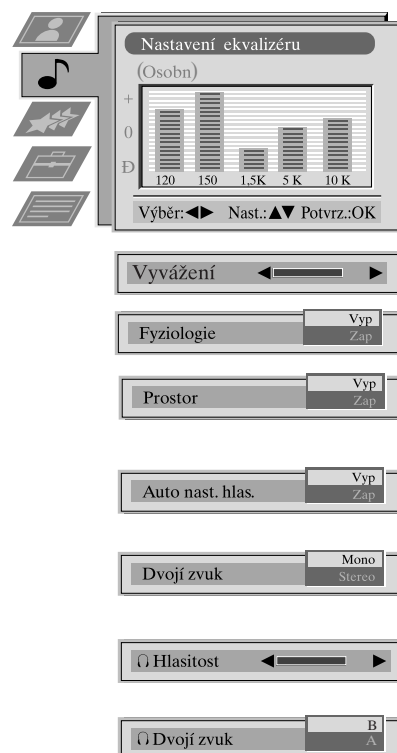 Nastavení ekvalizéru
(Osobn)
+
0
Đ
120 150 1,5K 5 K 10 K
Výběr:◀▶ Nast.:▲▼ Potvrz.:OK
Vyvážení ◀ ▶
Vyp
Fyziologie Zap
Vyp
Prostor Zap
Vyp
Auto nast. hlas. Zap
Mono
Dvojí zvuk Stereo
Hlasitost ◀ ▶
B
Dvojí zvuk A